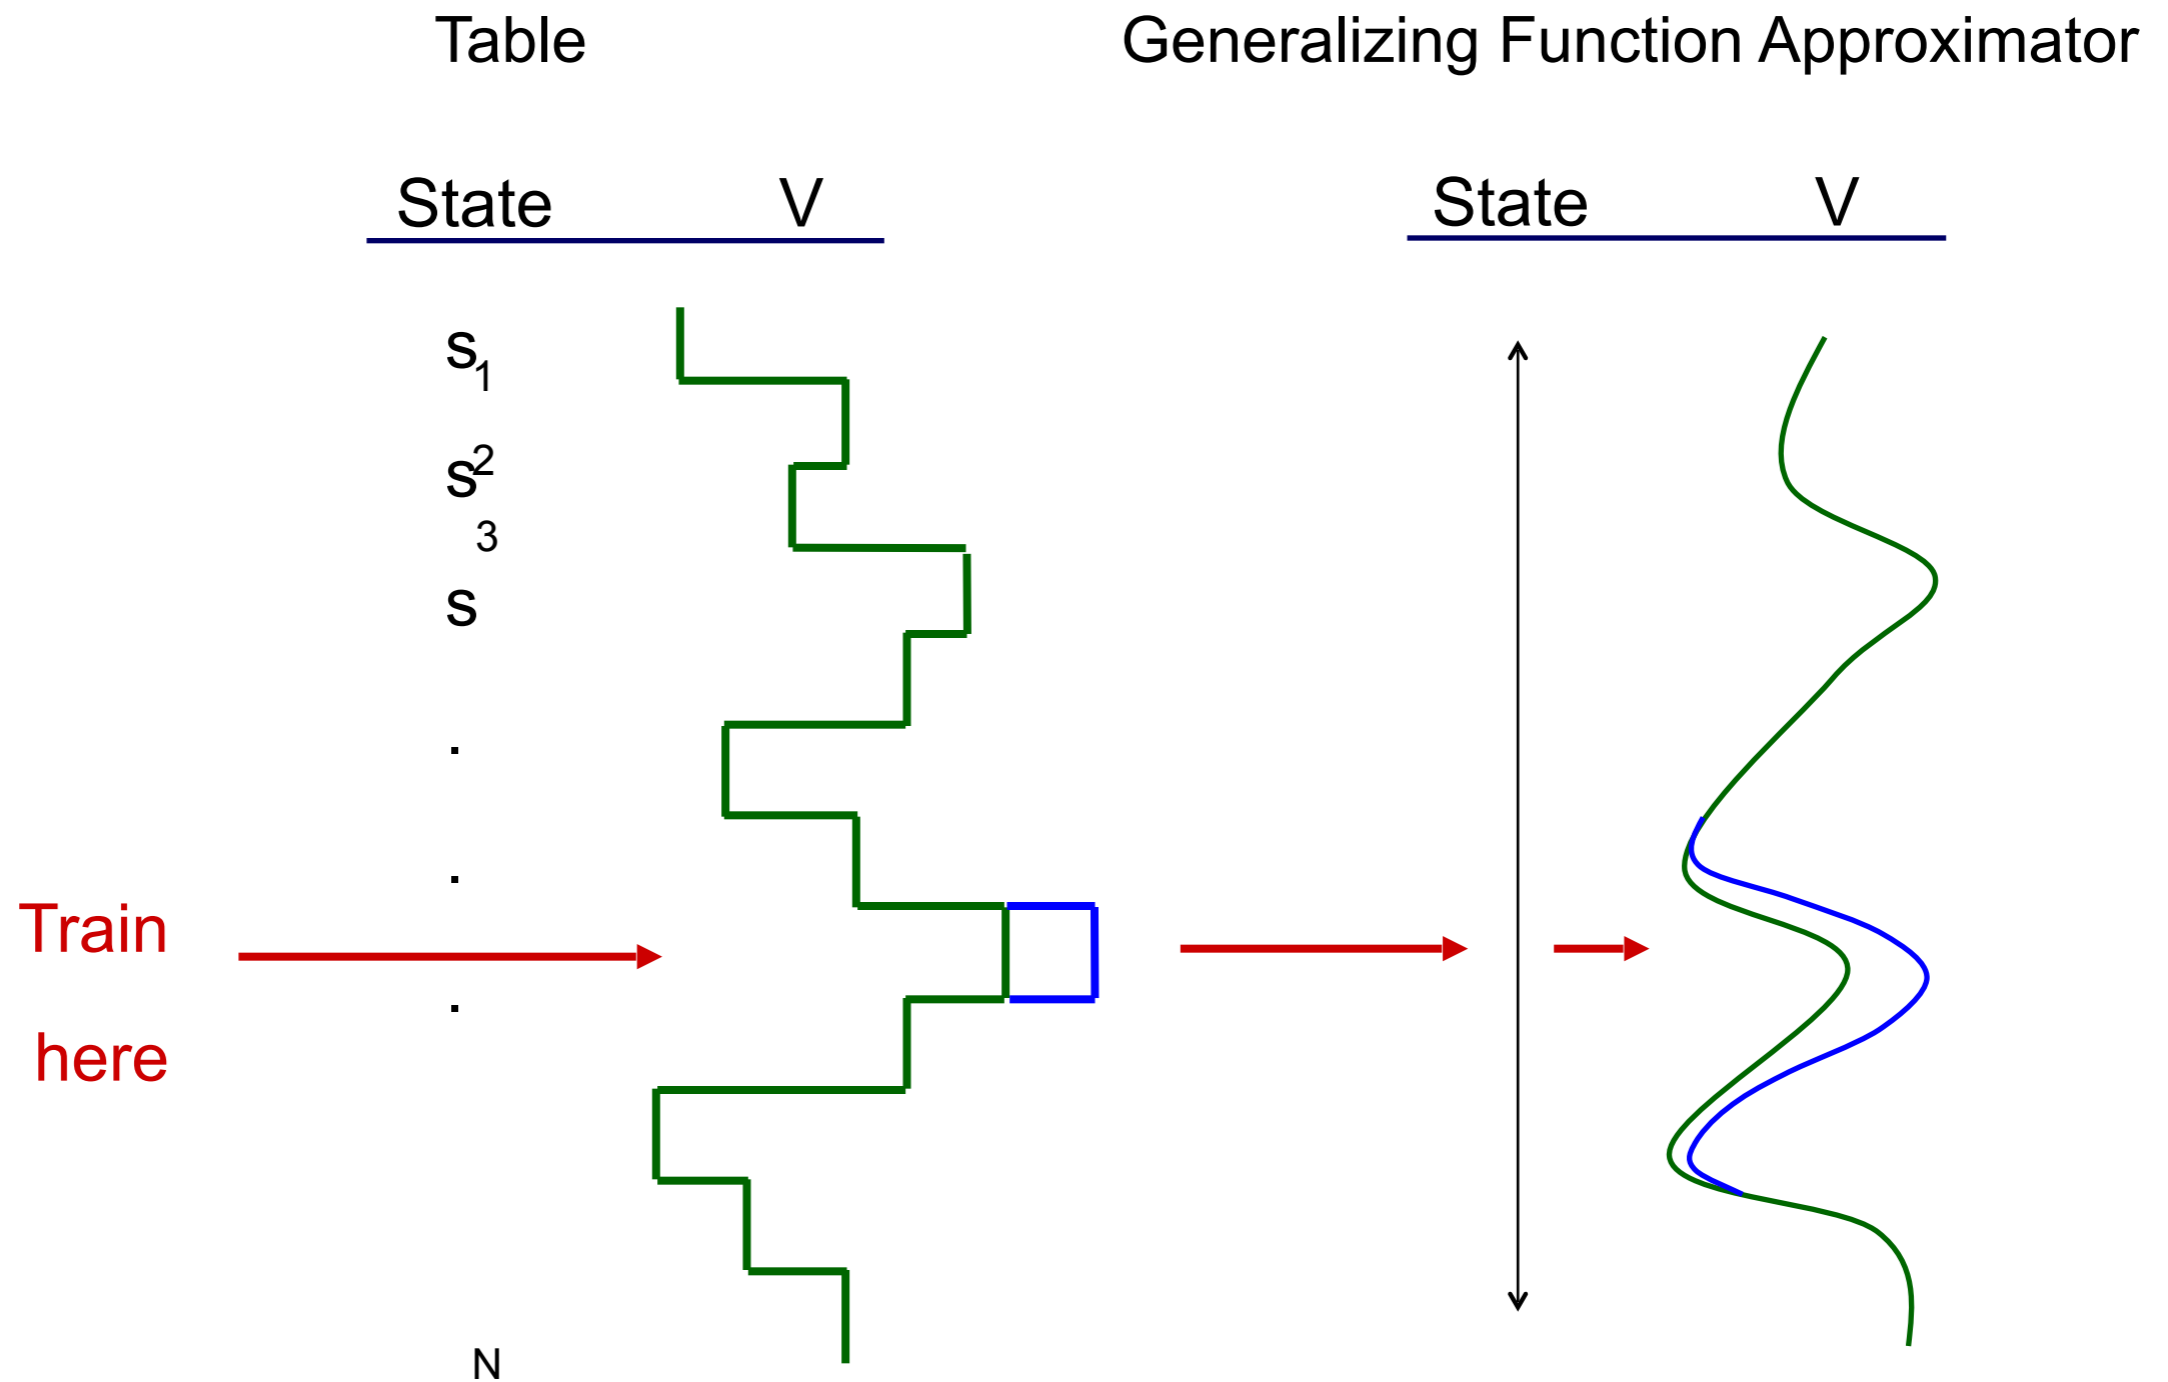 Table
Generalizing Function Approximator
State V
State V
s1
s2
3
s
.
.
.
Train
here
N